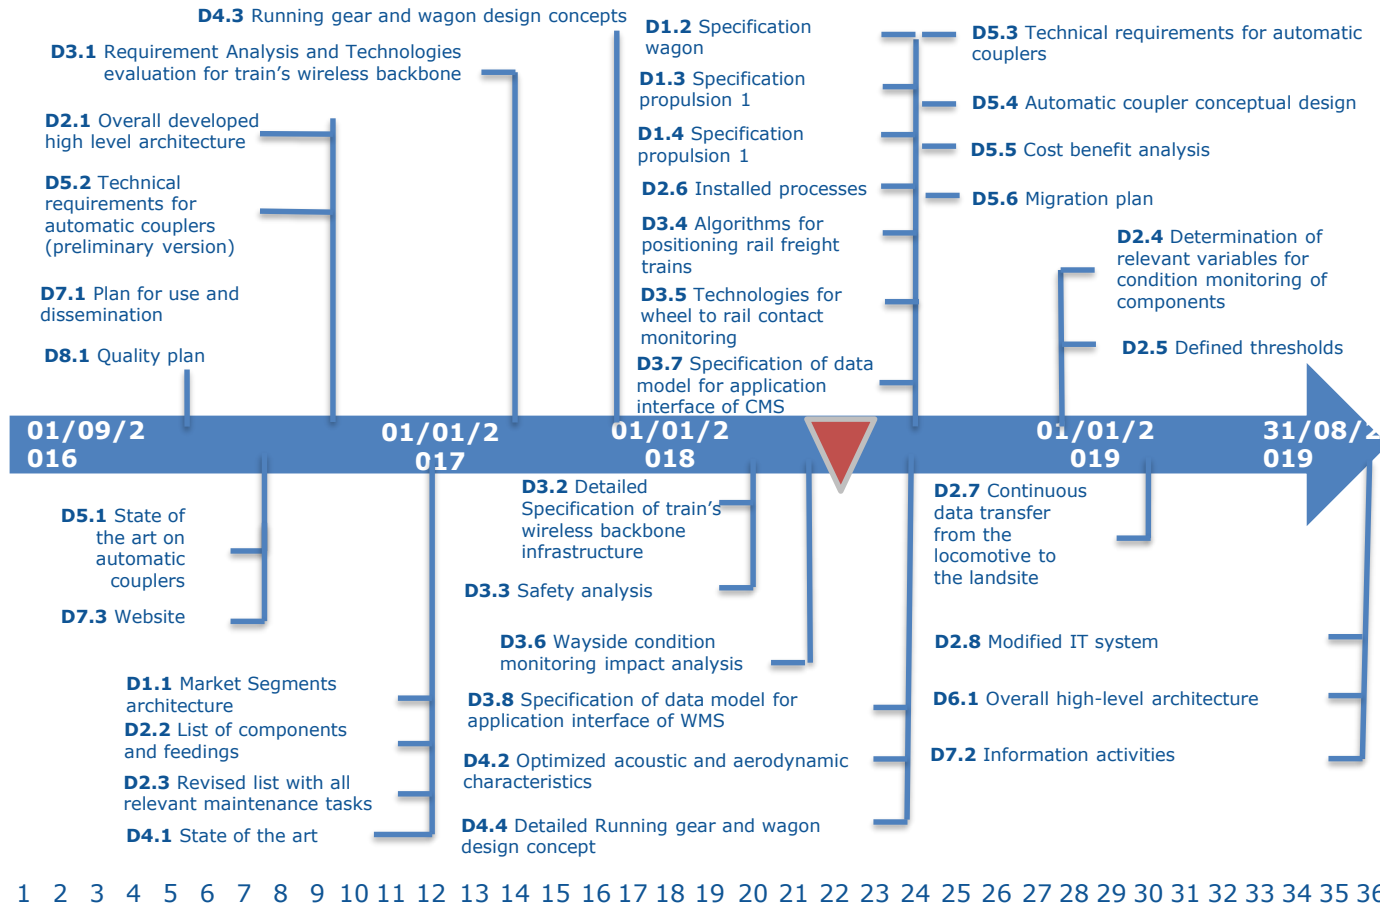 D4.3 Running gear and wagon design concepts
D3.1 Requirement Analysis and Technologies
evaluation for train's wireless backbone
D2.1 Overall developed
high level architecture
D5.2 Technical
requirements for
automatic couplers
(preliminary version)
D7.1 Plan for use and
dissemination
D8.1 Quality plan
D1.2 Specification
wagon
D1.3 Specification
propulsion 1
D1.4 Specification
propulsion 1
D2.6 Installed processes
D3.4 Algorithms for
positioning rail freight
trains
D3.5 Technologies for
wheel to rail contact
monitoring
D3.7 Specification of data
model for application
interface of CMS
D5.3 Technical requirements for automatic
couplers
D5.4 Automatic coupler conceptual design
D5.5 Cost benefit analysis
D5.6 Migration plan
D2.4 Determination of
relevant variables for
condition monitoring of
components
D2.5 Defined thresholds
01/09/2
016
01/01/2
017
01/01/2
018
01/01/2
019
31/08/2
019
D5.1 State of
the art on
automatic
couplers
D7.3 Website
D1.1 Market Segments
architecture
D2.2 List of components
and feedings
D2.3 Revised list with all
relevant maintenance tasks
D4.1 State of the art
D3.2 Detailed
Specification of train's
wireless backbone
infrastructure
D3.3 Safety analysis
D3.6 Wayside condition
monitoring impact analysis
D3.8 Specification of data model for
application interface of WMS
D4.2 Optimized acoustic and aerodynamic
characteristics
D4.4 Detailed Running gear and wagon
design concept
D2.7 Continuous
data transfer
from the
locomotive to
the landsite
D2.8 Modified IT system
D6.1 Overall high-level architecture
D7.2 Information activities
1 2 3 4 5 6 7 8 9 10 11 12 13 14 15 16 17 18 19 20 21 22 23 24 25 26 27 28 29 30 31 32 33 34 35 36